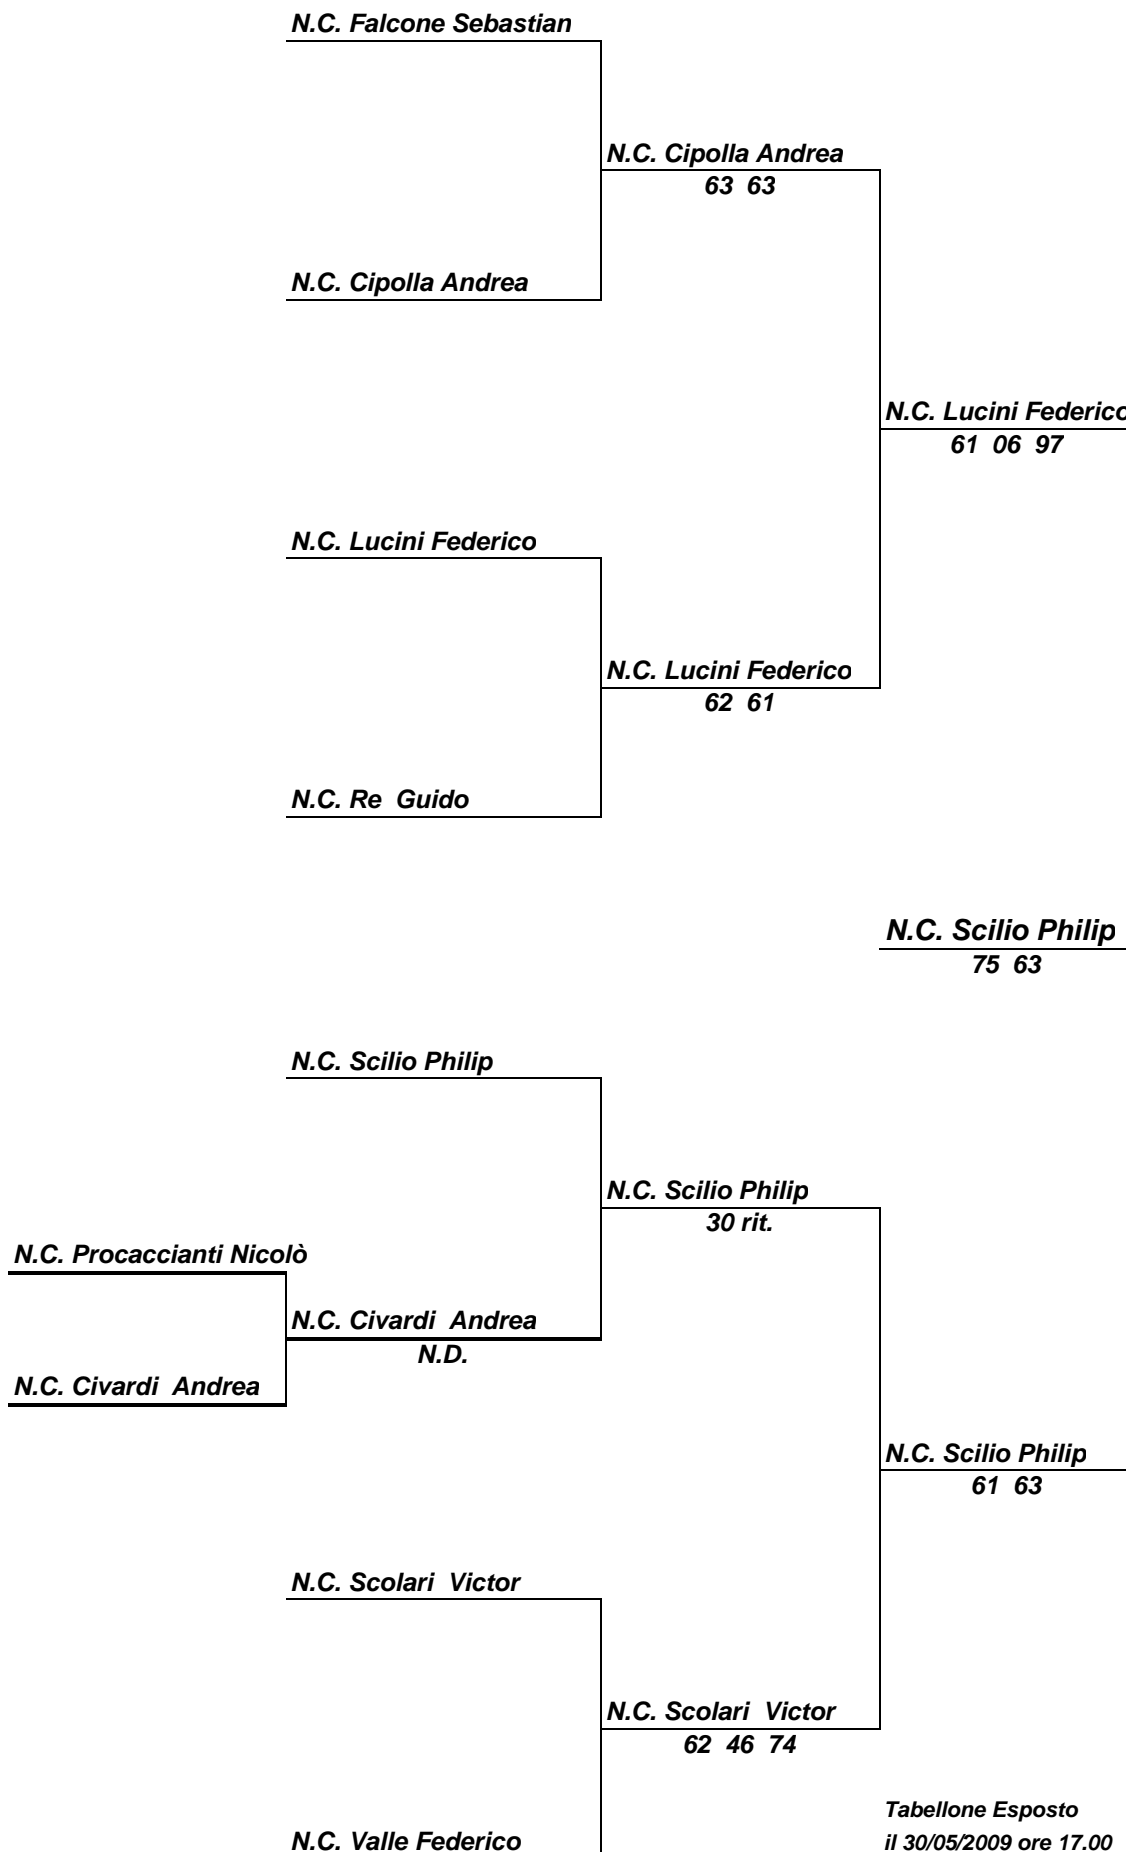 N.C. Falcone Sebastian
N.C. Cipolla Andrea
63 63
N.C. Cipolla Andrea
N.C. Lucini Federico
61 06 97
N.C. Lucini Federico
N.C. Lucini Federico
62 61
N.C. Re Guido
N.C. Scilio Philip
75 63
N.C. Scilio Philip
N.C. Scilio Philip
30 rit.
N.C. Procaccianti Nicolò
N.C. Civardi Andrea
N.D.
N.C. Civardi Andrea
N.C. Scilio Philip
61 63
N.C. Scolari Victor
N.C. Scolari Victor
62 46 74
Tabellone Esposto
N.C. Valle Federico
il 30/05/2009 ore 17.00